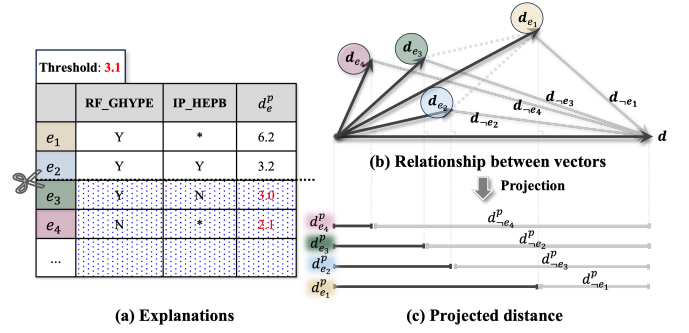 Threshold: 3.1
RF_GHYPE IP_HEPB d_e^p
e_1 Y * 6.2
e_2 Y Y 3.2
e_3 Y N 3.0
e_4 N * 2.1
...
(a) Explanations
d_{e_1}
d_{e_4}
d_{e_3}
d_{e_2}
d_{¬e_3}
d_{¬e_1}
d_{¬e_4}
d_{¬e_2}
d
(b) Relationship between vectors
Projection
d_{e_4}^p d_{¬e_4}^p
d_{e_3}^p d_{¬e_2}^p
d_{e_2}^p d_{¬e_3}^p
d_{e_1}^p d_{¬e_1}^p
(c) Projected distance